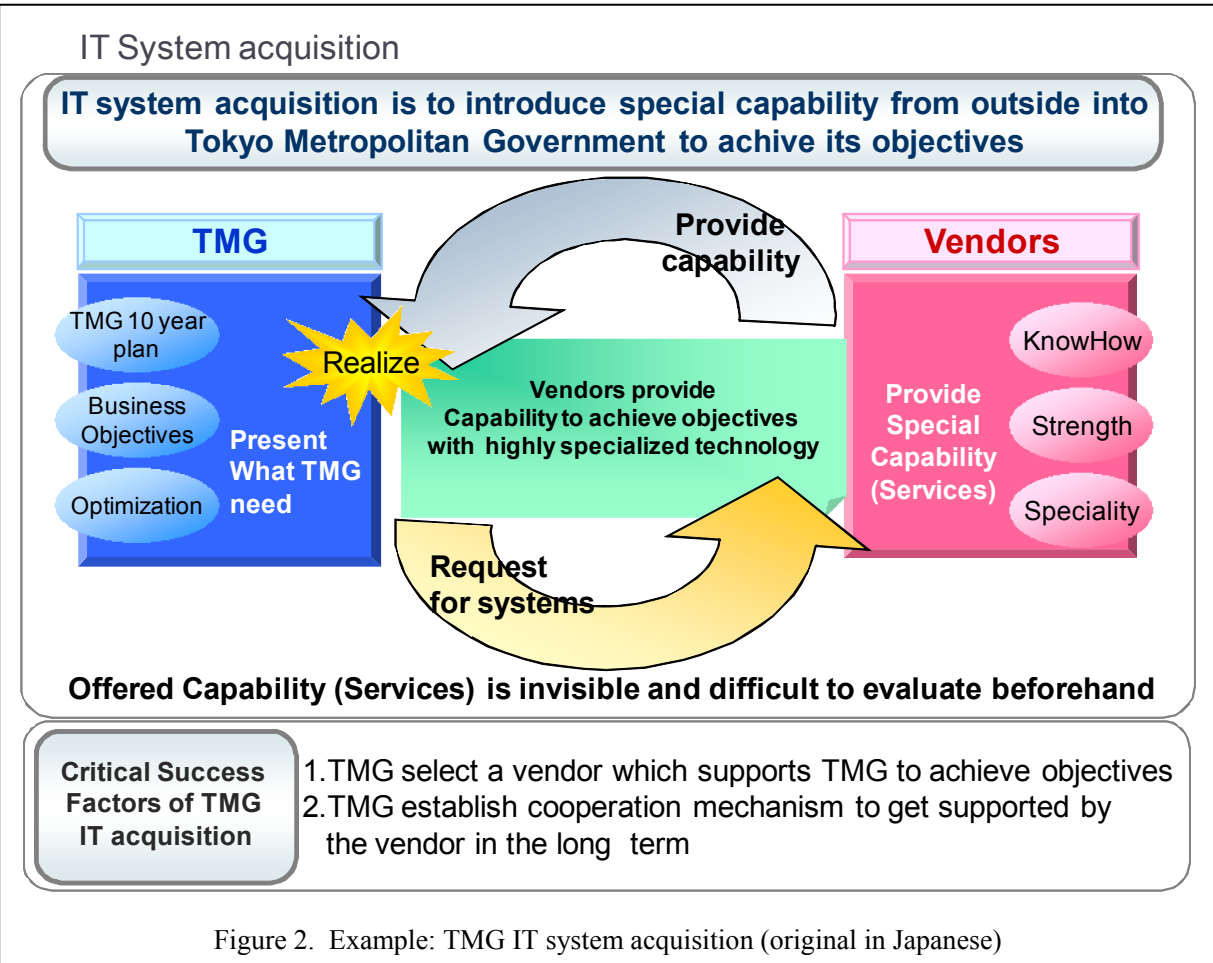 IT System acquisition
IT system acquisition is to introduce special capability from outside into
Tokyo Metropolitan Government to achive its objectives
TMG
Vendors
Provide
capability
TMG 10 year
plan
Business
Objectives
Optimization
Present
What TMG
need
Realize
Vendors provide
Capability to achieve objectives
with highly specialized technology
Provide
Special
Capability
(Services)
KnowHow
Strength
Speciality
Request
for systems
Offered Capability (Services) is invisible and difficult to evaluate beforehand
Critical Success
Factors of TMG
IT acquisition
1.TMG select a vendor which supports TMG to achieve objectives
2.TMG establish cooperation mechanism to get supported by
the vendor in the long term
Figure 2. Example: TMG IT system acquisition (original in Japanese)